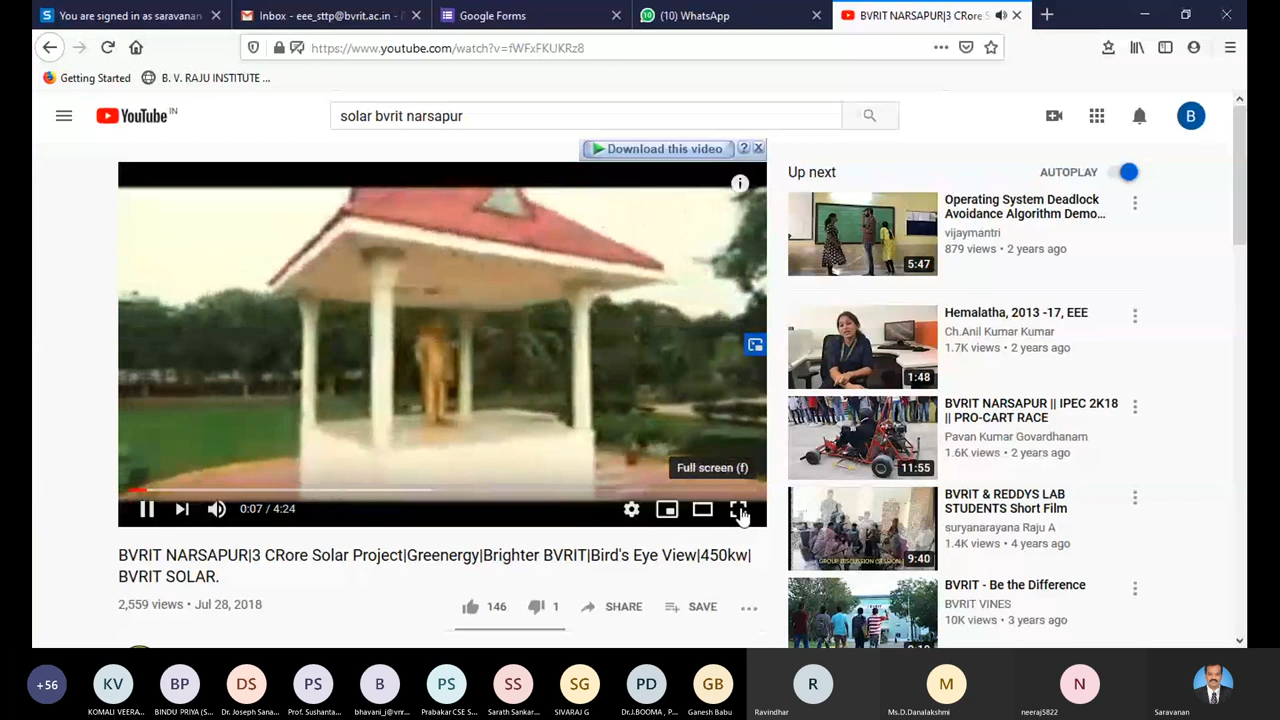 You are signed in as saravanan
Inbox - eee_sttp@bvrit.ac.in -
Google Forms
(10) WhatsApp
BVRIT NARSAPUR|3 CRore S
https://www.youtube.com/watch?v=fWFxFKUKRz8
Getting Started
B. V. RAJU INSTITUTE ...
YouTube IN
solar bvrit narsapur
B
Download this video
Up next
AUTOPLAY
Operating System Deadlock
Avoidance Algorithm Demo...
vijaymantri
879 views • 2 years ago
5:47
Hemalatha, 2013 -17, EEE
Ch.Anil Kumar Kumar
1.7K views • 2 years ago
1:48
BVRIT NARSAPUR || IPEC 2K18
|| PRO-CART RACE
Pavan Kumar Govardhanam
1.6K views • 2 years ago
11:55
BVRIT & REDDYS LAB
STUDENTS Short Film
suryanarayana Raju A
1.4K views • 4 years ago
GROUP DISCUSSION (SESSION)
9:40
BVRIT - Be the Difference
BVRIT VINES
10K views • 3 years ago
Full screen (f)
0:07 / 4:24
BVRIT NARSAPUR|3 CRore Solar Project|Greenergy|Brighter BVRIT|Bird's Eye View|450kw|
BVRIT SOLAR.
2,559 views • Jul 28, 2018
146
1
SHARE
SAVE
+56
KV
BP
DS
PS
B
PS
SS
SG
PD
GB
R
M
N
KOMALI VEERA...
BINDU PRIYA (S...
Dr. Joseph Sana...
Prof. Sushanta...
bhavani_j@vnr...
Prabakar CSE S...
Sarath Sankar...
SIVARAJ G
Dr.J.BOOMA , P...
Ganesh Babu
Ravindhar
Ms.D.Danalakshmi
neeraj5822
Saravanan